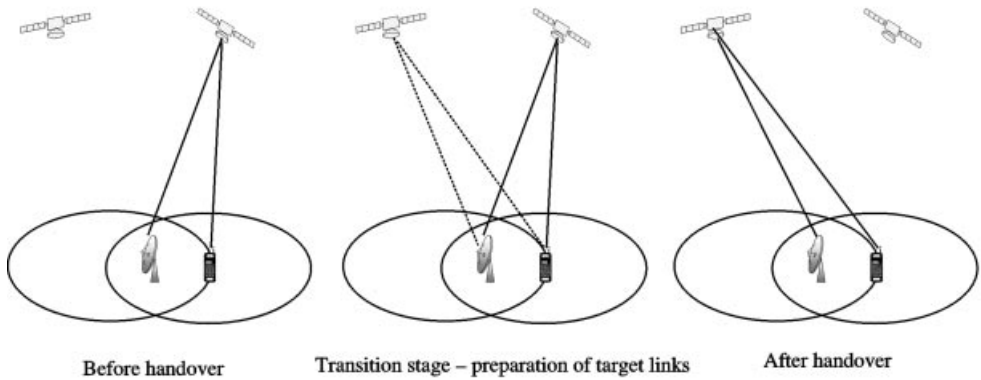 Before handover
Transition stage – preparation of target links
After handover